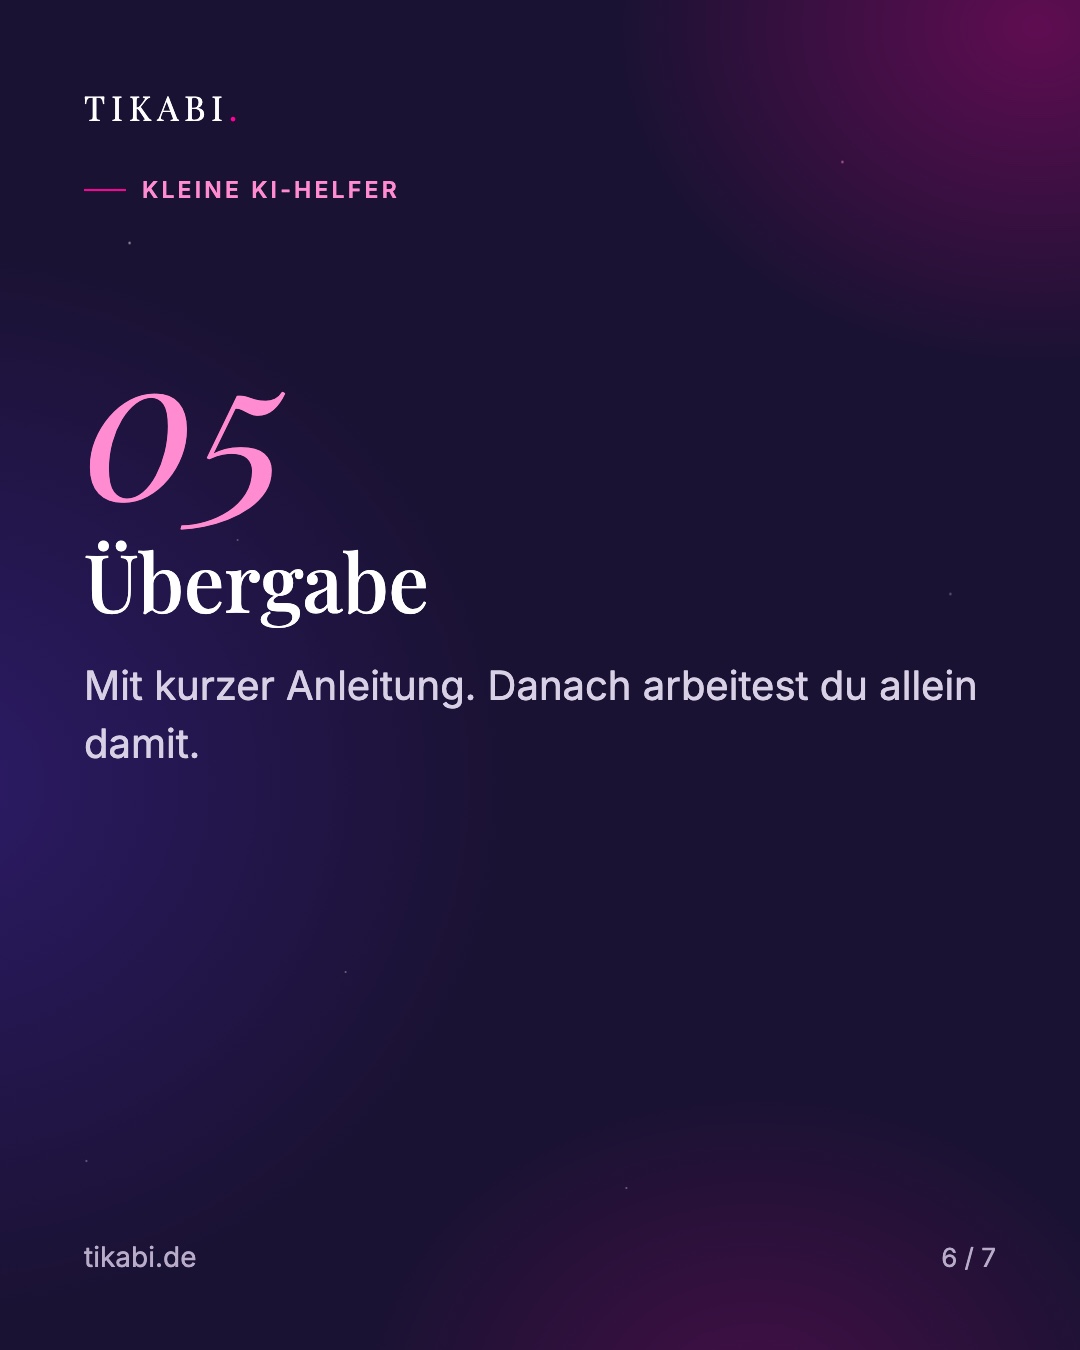 TIKABI.
KLEINE KI-HELFER
05
Übergabe
Mit kurzer Anleitung. Danach arbeitest du allein
damit.
tikabi.de
6 / 7